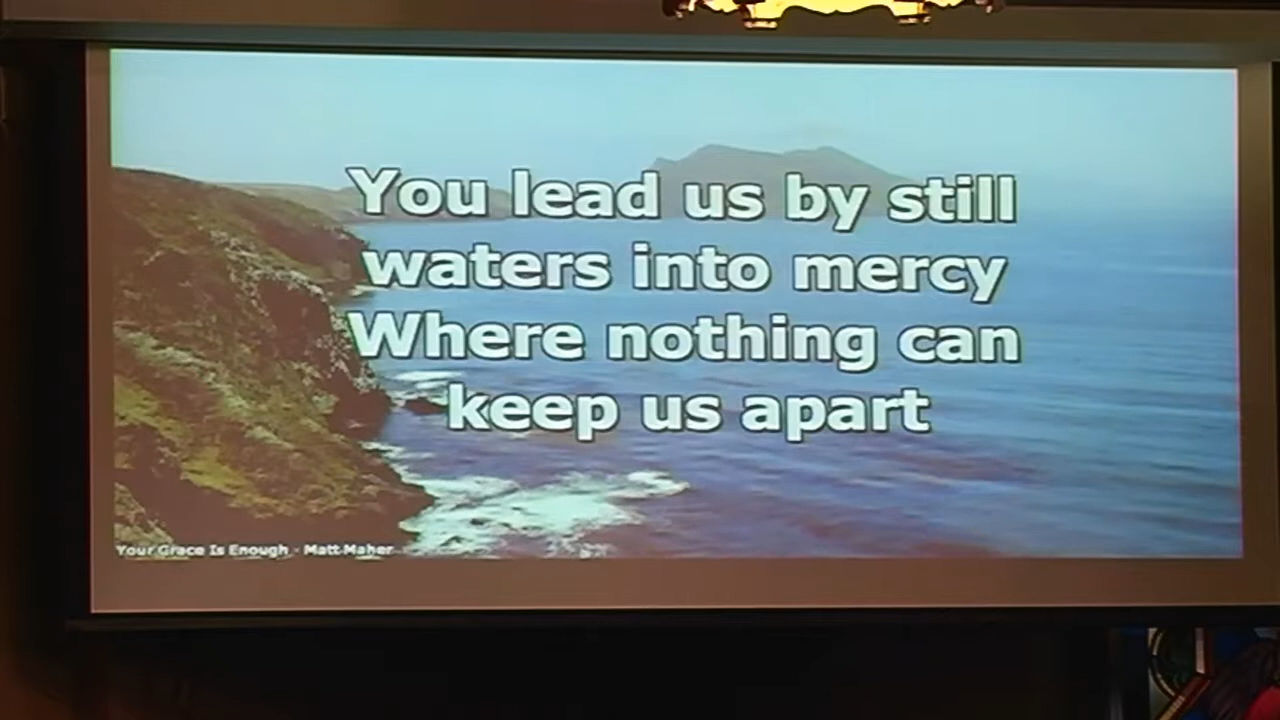 You lead us by still
waters into mercy
Where nothing can
keep us apart
Your Grace Is Enough - Matt Maher